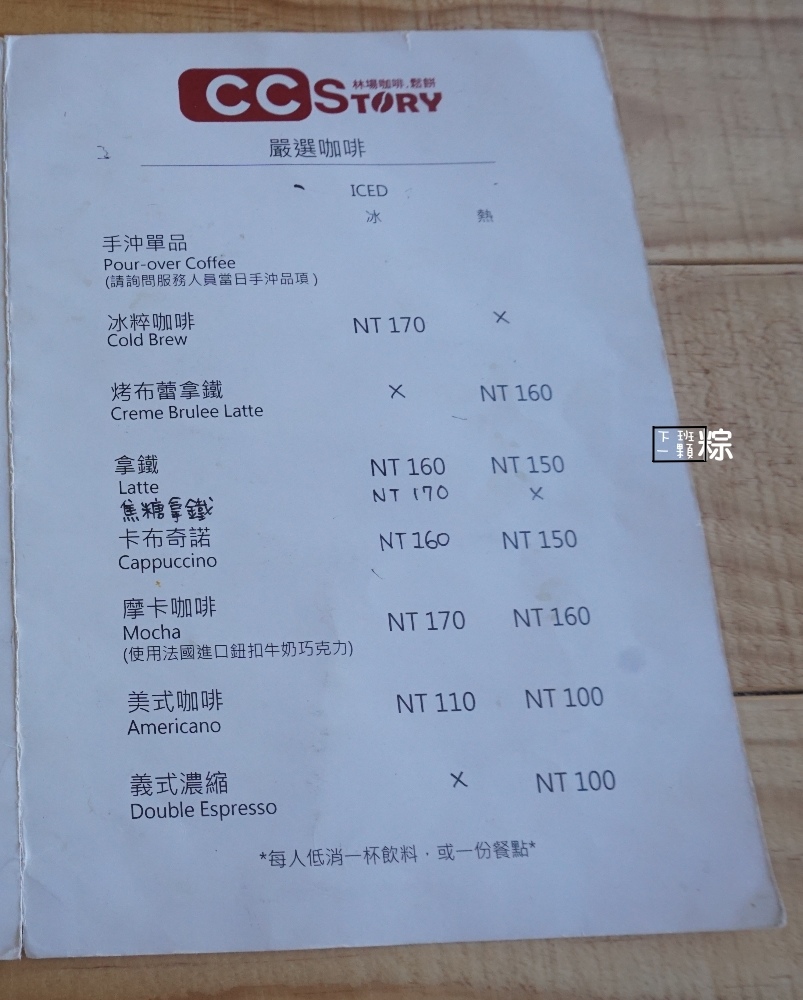 林場咖啡.鬆餅
CCSTORY
嚴選咖啡
ICED
冰 熱
手沖單品
Pour-over Coffee
(請詢問服務人員當日手沖品項)
冰粹咖啡 NT 170 ×
Cold Brew
烤布蕾拿鐵 × NT 160
Creme Brulee Latte
拿鐵 NT 160 NT 150
Latte
焦糖拿鐵 NT 170 ×
卡布奇諾 NT 160 NT 150
Cappuccino
摩卡咖啡 NT 170 NT 160
Mocha
(使用法國進口鈕扣牛奶巧克力)
美式咖啡 NT 110 NT 100
Americano
義式濃縮 × NT 100
Double Espresso
*每人低消一杯飲料．或一份餐點*
下班
一顆粽